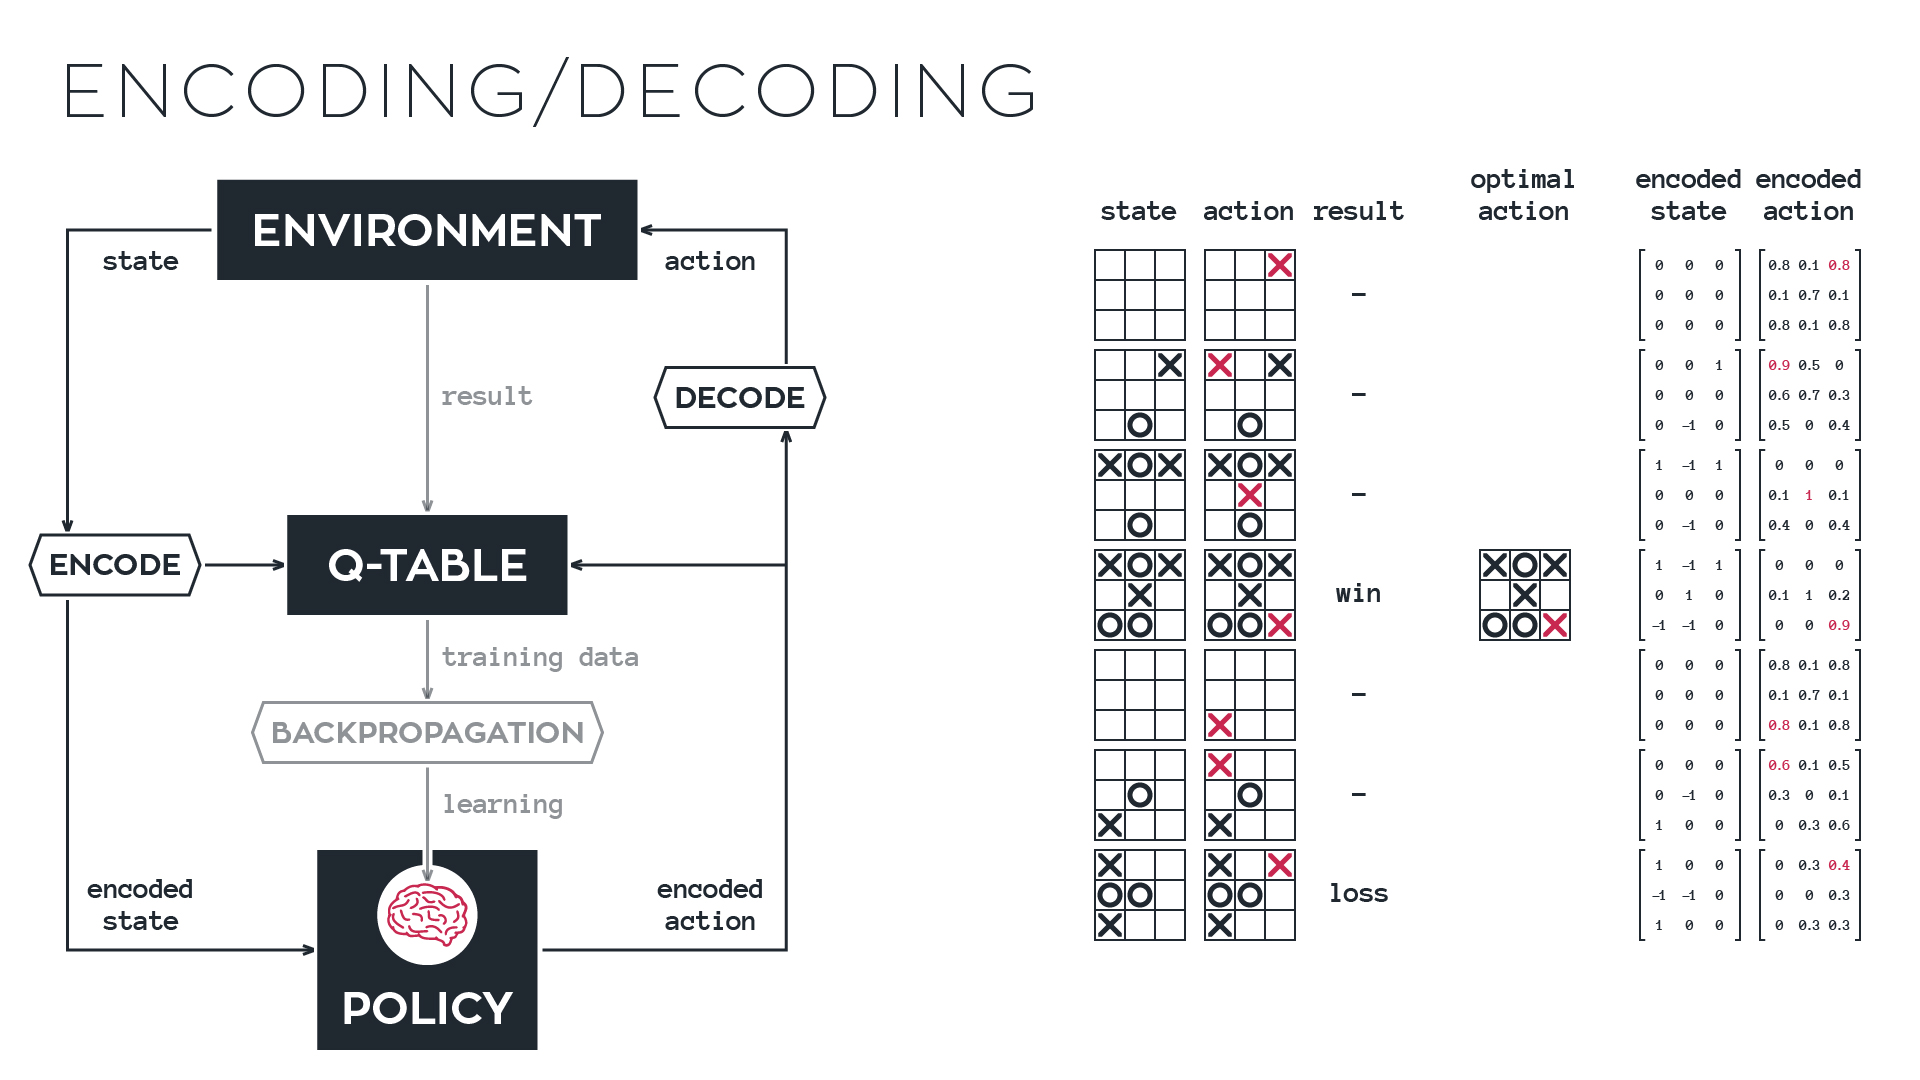 ENCODING/DECODING
ENVIRONMENT
state
action
result
DECODE
ENCODE
Q-TABLE
training data
BACKPROPAGATION
learning
encoded
state
encoded
action
POLICY
state action result
optimal
action
encoded
state
encoded
action
X
–
0 0 0 0.8 0.1 0.8
0 0 0 0.1 0.7 0.1
0 0 0 0.8 0.1 0.8
X X X
O O
–
0 0 1 0.9 0.5 0
0 0 0 0.6 0.7 0.3
0 -1 0 0.5 0 0.4
X O X X O X
X
O O
–
1 -1 1 0 0 0
0 0 0 0.1 1 0.1
0 -1 0 0.4 0 0.4
X O X X O X
X X
O O O O X
win
X O X
X
O O X
1 -1 1 0 0 0
0 1 0 0.1 1 0.2
-1 -1 0 0 0 0.9
X
–
0 0 0 0.8 0.1 0.8
0 0 0 0.1 0.7 0.1
0 0 0 0.8 0.1 0.8
X
O O
X X
–
0 0 0 0.6 0.1 0.5
0 -1 0 0.3 0 0.1
1 0 0 0 0.3 0.6
X X X
O O O O
X X
loss
1 0 0 0 0.3 0.4
-1 -1 0 0 0 0.3
1 0 0 0 0.3 0.3